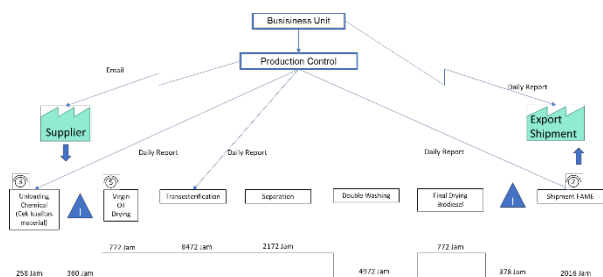 Busisiness Unit
Production Control
Email
Daily Report
Supplier
Export
Shipment
Daily Report
Daily Report
Daily Report
3
5
2
Unloading
Chemical
(Cek kualitas
material)
I
Virgin
Oil
Drying
Transesterification
Separation
Double Washing
Final Drying
Biodiesel
I
Shipment FAME
772 Jam
8472 Jam
2172 Jam
772 Jam
258 Jam
360 Jam
4972 Jam
378 Jam
2016 Jam